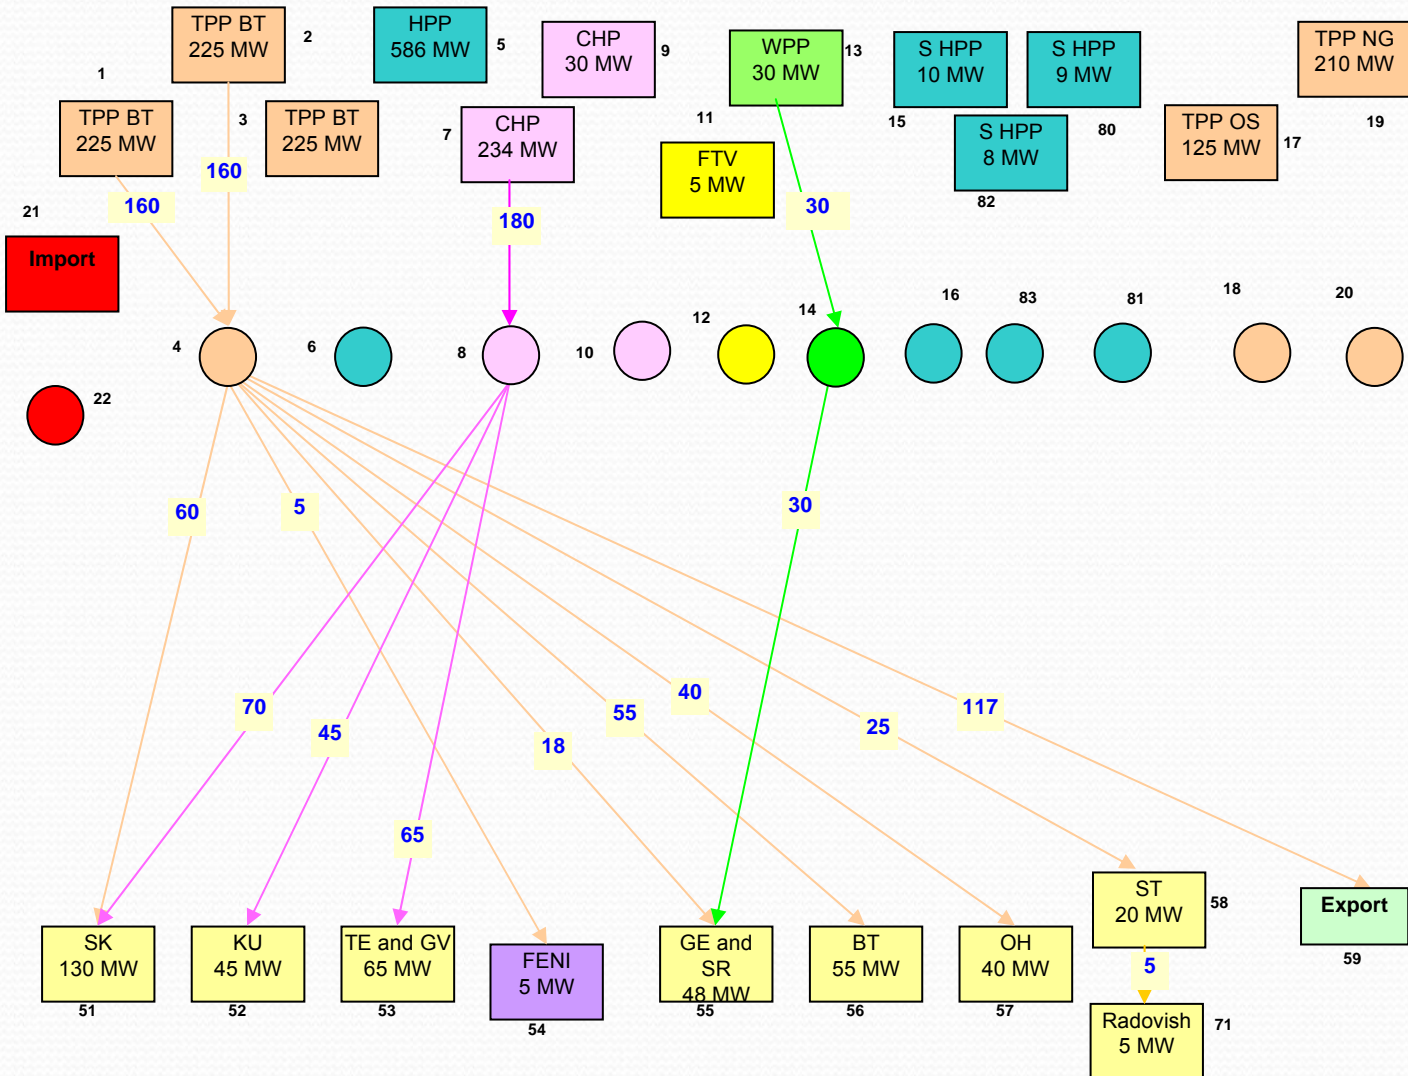 TPP BT
225 MW
2
HPP
586 MW
5
CHP
30 MW
9
WPP
30 MW
13
S HPP
10 MW
15
S HPP
9 MW
80
TPP NG
210 MW
19
1
TPP BT
225 MW
3
TPP BT
225 MW
7
CHP
234 MW
11
FTV
5 MW
S HPP
8 MW
82
TPP OS
125 MW
17
160
160
180
30
21
Import
4
6
8
10
12
14
16
83
81
18
20
22
60
5
30
70
45
18
55
40
25
117
65
SK
130 MW
51
KU
45 MW
52
TE and GV
65 MW
53
FENI
5 MW
54
GE and
SR
48 MW
55
BT
55 MW
56
OH
40 MW
57
ST
20 MW
58
5
Radovish
5 MW
71
Export
59